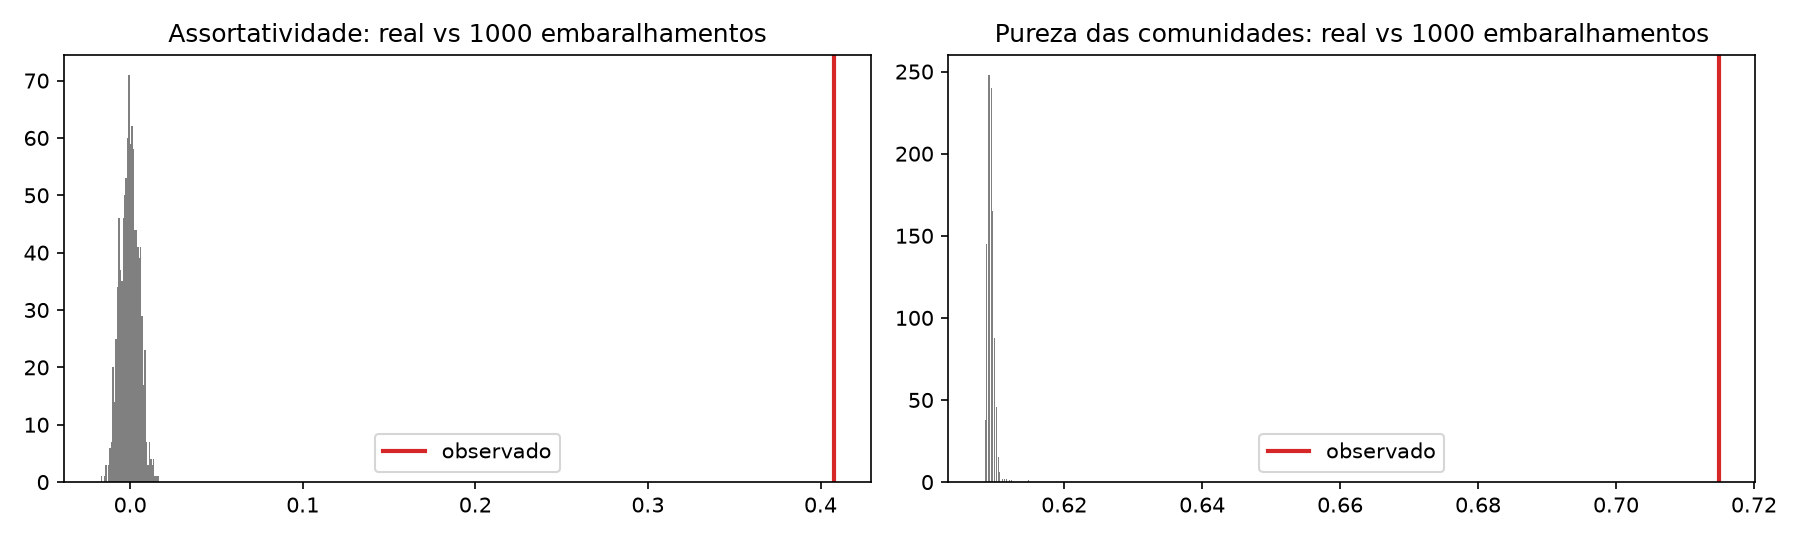 Assortatividade: real vs 1000 embaralhamentos
70
60
50
40
30
20
10
0
0.0 0.1 0.2 0.3 0.4
observado
Pureza das comunidades: real vs 1000 embaralhamentos
250
200
150
100
50
0
0.62 0.64 0.66 0.68 0.70 0.72
observado